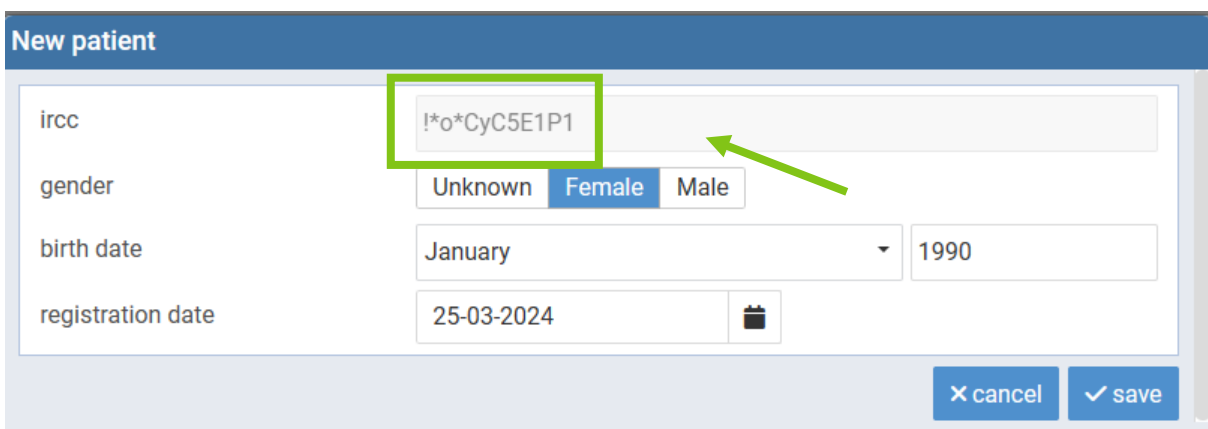 New patient
ircc !*o*CyC5E1P1
gender Unknown Female Male
birth date January 1990
registration date 25-03-2024
cancel save